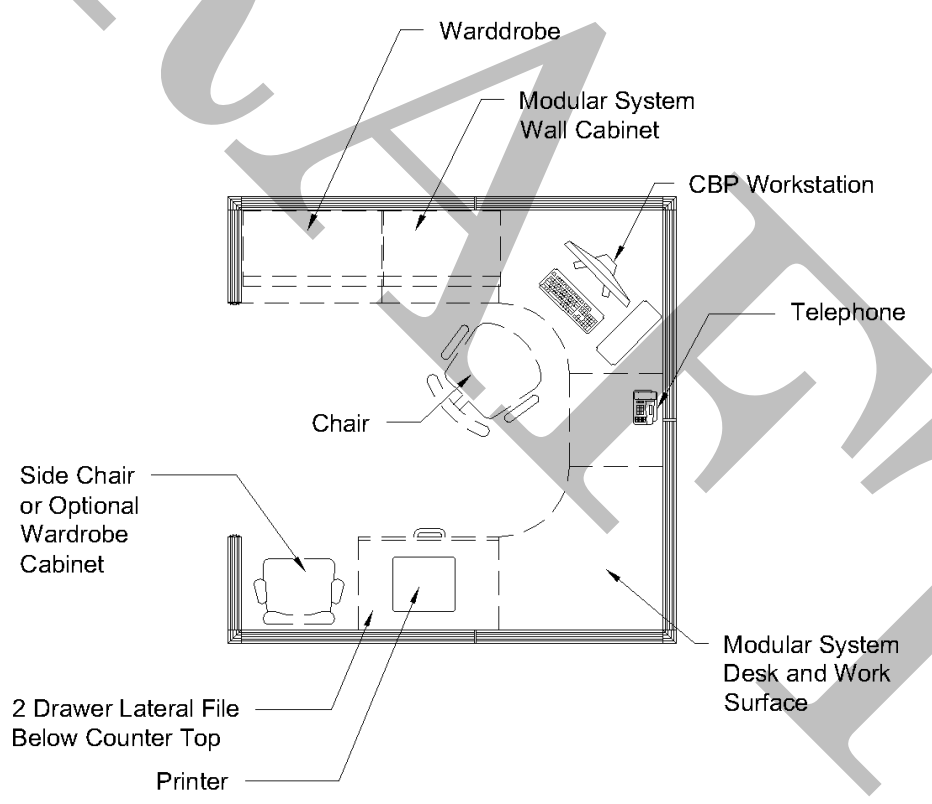 Warddrobe
Modular System
Wall Cabinet
CBP Workstation
Telephone
Chair
Side Chair
or Optional
Wardrobe
Cabinet
Modular System
Desk and Work
Surface
2 Drawer Lateral File
Below Counter Top
Printer
DRAFT